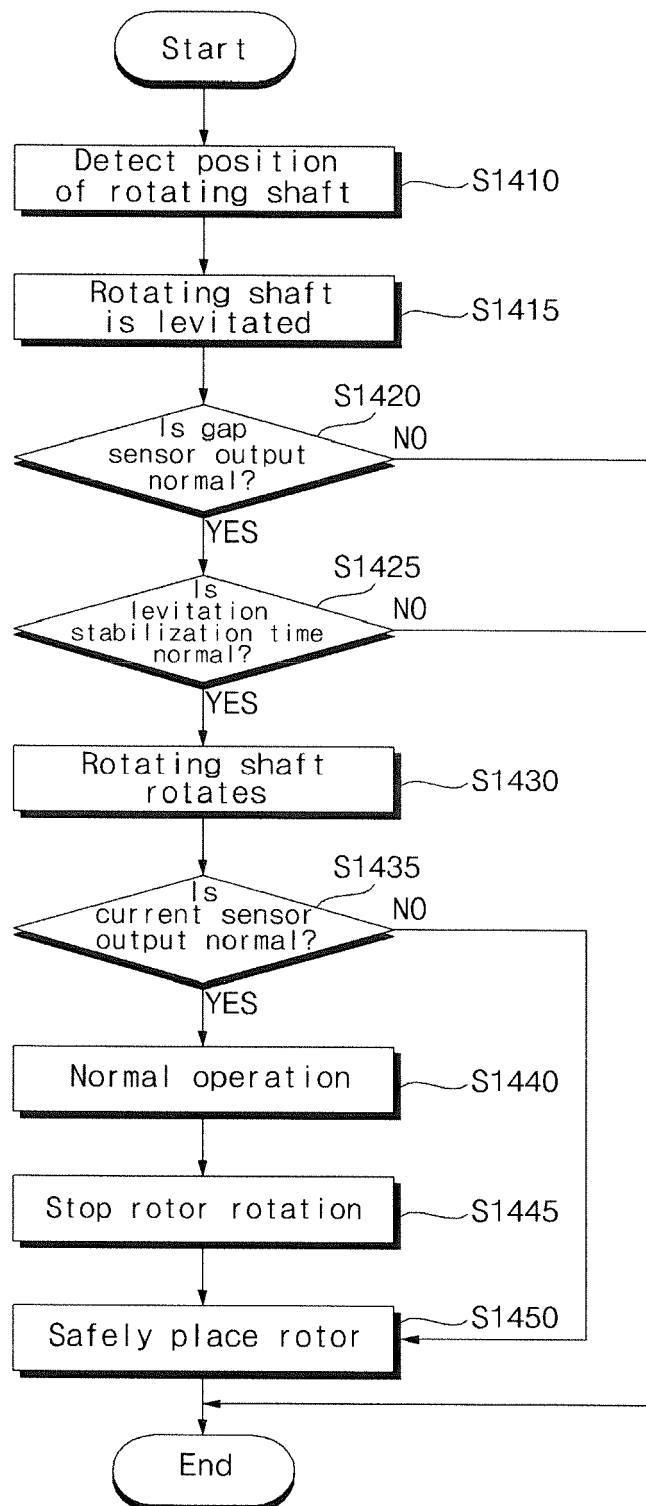 Start
Detect position
of rotating shaft
S1410
Rotating shaft
is levitated
S1415
S1420
Is gap
sensor output
normal?
NO
YES
S1425
Is
levitation
stabilization time
normal?
NO
YES
Rotating shaft
rotates
S1430
S1435
Is
current sensor
output normal?
NO
YES
Normal operation
S1440
Stop rotor rotation
S1445
Safely place rotor
S1450
End